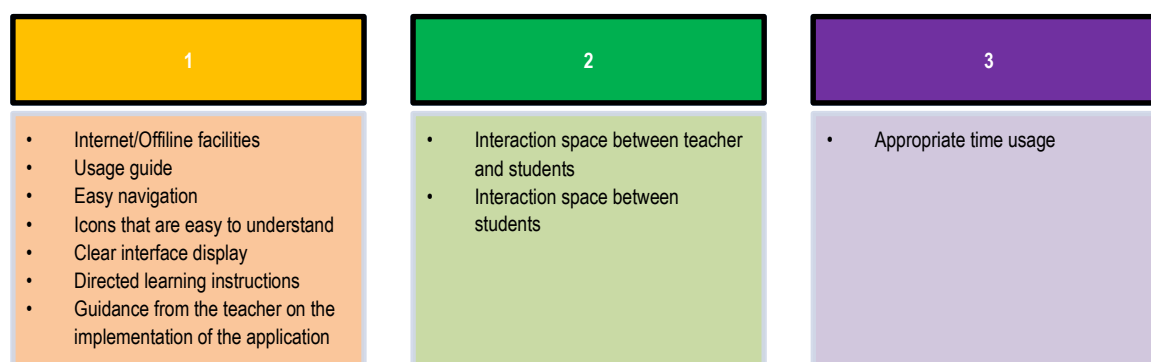 1
• Internet/Offiline facilities
• Usage guide
• Easy navigation
• Icons that are easy to understand
• Clear interface display
• Directed learning instructions
• Guidance from the teacher on the
implementation of the application
2
• Interaction space between teacher
and students
• Interaction space between
students
3
• Appropriate time usage